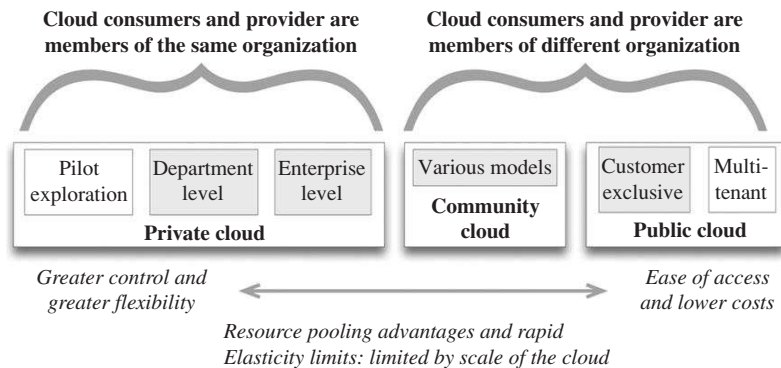 Cloud consumers and provider are
members of the same organization
Cloud consumers and provider are
members of different organization
Pilot
exploration
Department
level
Enterprise
level
Private cloud
Various models
Community
cloud
Customer
exclusive
Multi-
tenant
Public cloud
Greater control and
greater flexibility
Ease of access
and lower costs
Resource pooling advantages and rapid
Elasticity limits: limited by scale of the cloud